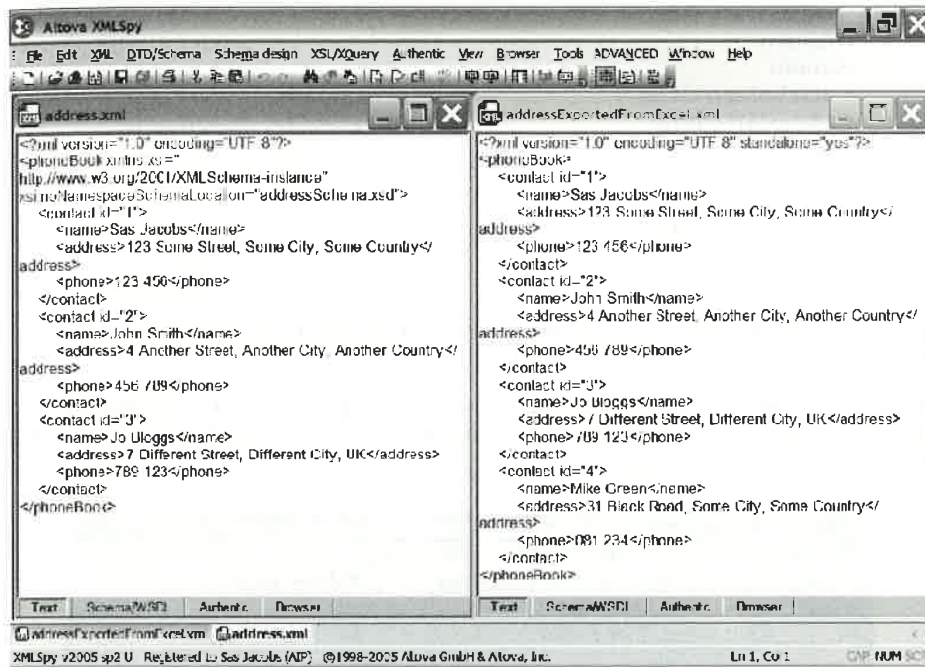 Altova XMLSpy
File Edit XML DTD/Schema Schema design XSL/XQuery Authentic View Browser Tools ADVANCED Window Help
address.xml
<?xml version="1.0" encoding="UTF-8"?>
<phoneBook xmlns:xsi="
http://www.w3.org/2001/XMLSchema-instance"
xsi:noNamespaceSchemaLocation="addressSchema.xsd">
<contact id="1">
<name>Sas Jacobs</name>
<address>123 Some Street, Some City, Some Country</
address>
<phone>123 456</phone>
</contact>
<contact id="2">
<name>John Smith</name>
<address>4 Another Street, Another City, Another Country</
address>
<phone>456 789</phone>
</contact>
<contact id="3">
<name>Jo Bloggs</name>
<address>7 Different Street, Different City, UK</address>
<phone>789 123</phone>
</contact>
</phoneBook>
Text Schema/WSDL Authentic Browser
addressExportedFromExcel.xml
<?xml version="1.0" encoding="UTF-8" standalone="yes"?>
<phoneBook>
<contact id="1">
<name>Sas Jacobs</name>
<address>123 Some Street, Some City, Some Country</
address>
<phone>123 456</phone>
</contact>
<contact id="2">
<name>John Smith</name>
<address>4 Another Street, Another City, Another Country</
address>
<phone>456 789</phone>
</contact>
<contact id="3">
<name>Jo Bloggs</name>
<address>7 Different Street, Different City, UK</address>
<phone>789 123</phone>
</contact>
<contact id="4">
<name>Mike Green</name>
<address>31 Black Road, Some City, Some Country</
address>
<phone>081 234</phone>
</contact>
</phoneBook>
Text Schema/WSDL Authentic Browser
addressExportedFromExcel.xml address.xml
XMLSpy v2005 sp2 U Registered to Sas Jacobs (AIP) ©1998-2005 Altova GmbH & Altova, Inc. Ln 1, Co 1 CAP NUM SCR